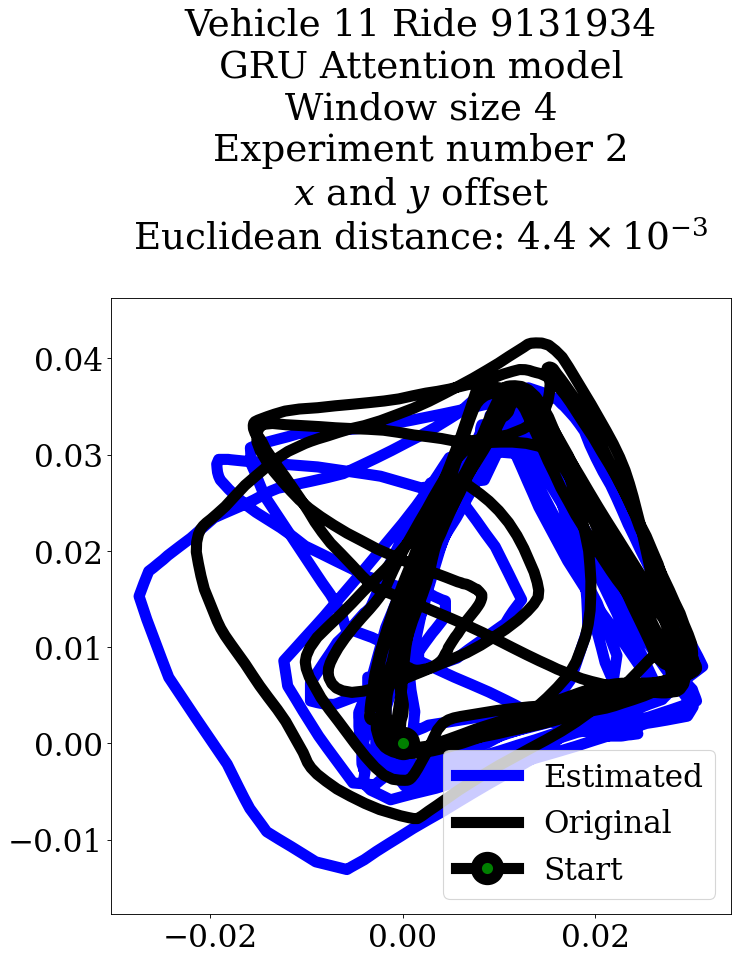 Vehicle 11 Ride 9131934
GRU Attention model
Window size 4
Experiment number 2
x and y offset
Euclidean distance: 4.4 × 10⁻³
0.04
0.03
0.02
0.01
0.00
−0.01
Estimated
Original
Start
−0.02 0.00 0.02